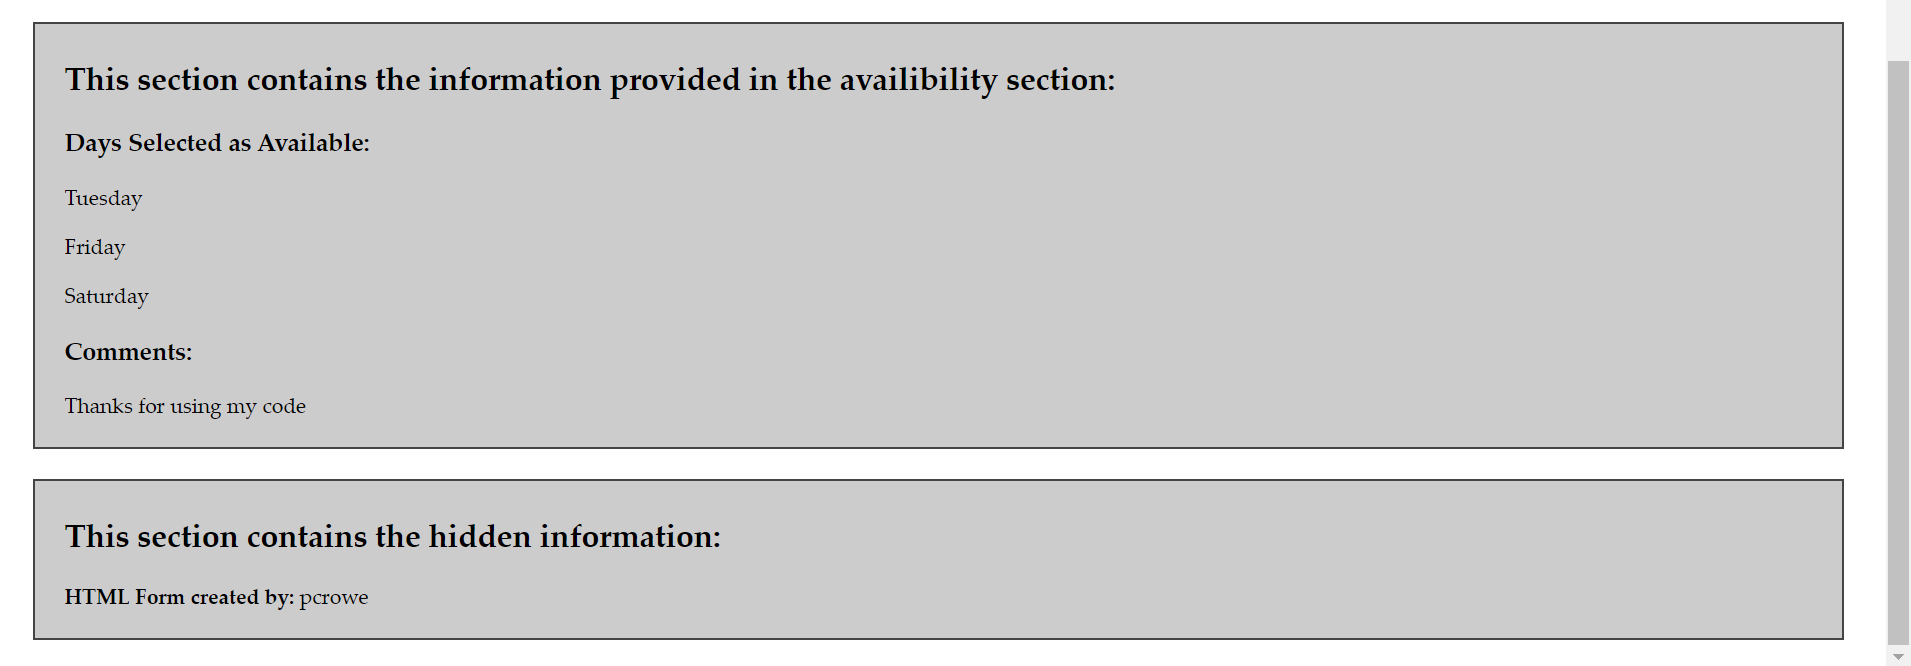 This section contains the information provided in the availibility section:
Days Selected as Available:
Tuesday
Friday
Saturday
Comments:
Thanks for using my code
This section contains the hidden information:
HTML Form created by: pcrowe